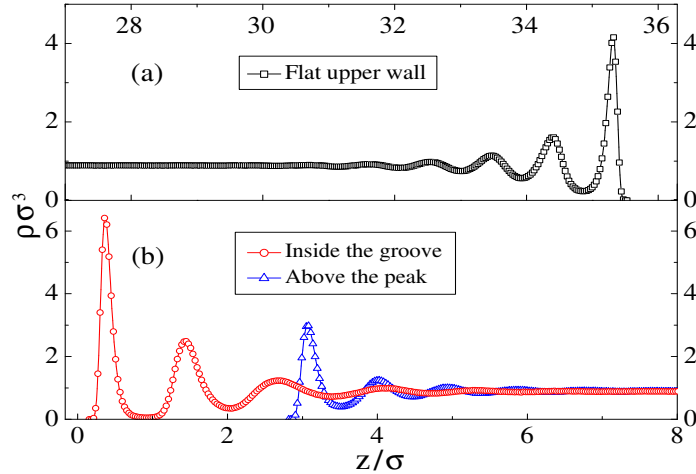 28 30 32 34 36
4
4
(a)
Flat upper wall
2
2
0
0
ρσ³
6
6
(b)
Inside the groove
Above the peak
4
4
2
2
0
0
0 2 4 6 8
z/σ